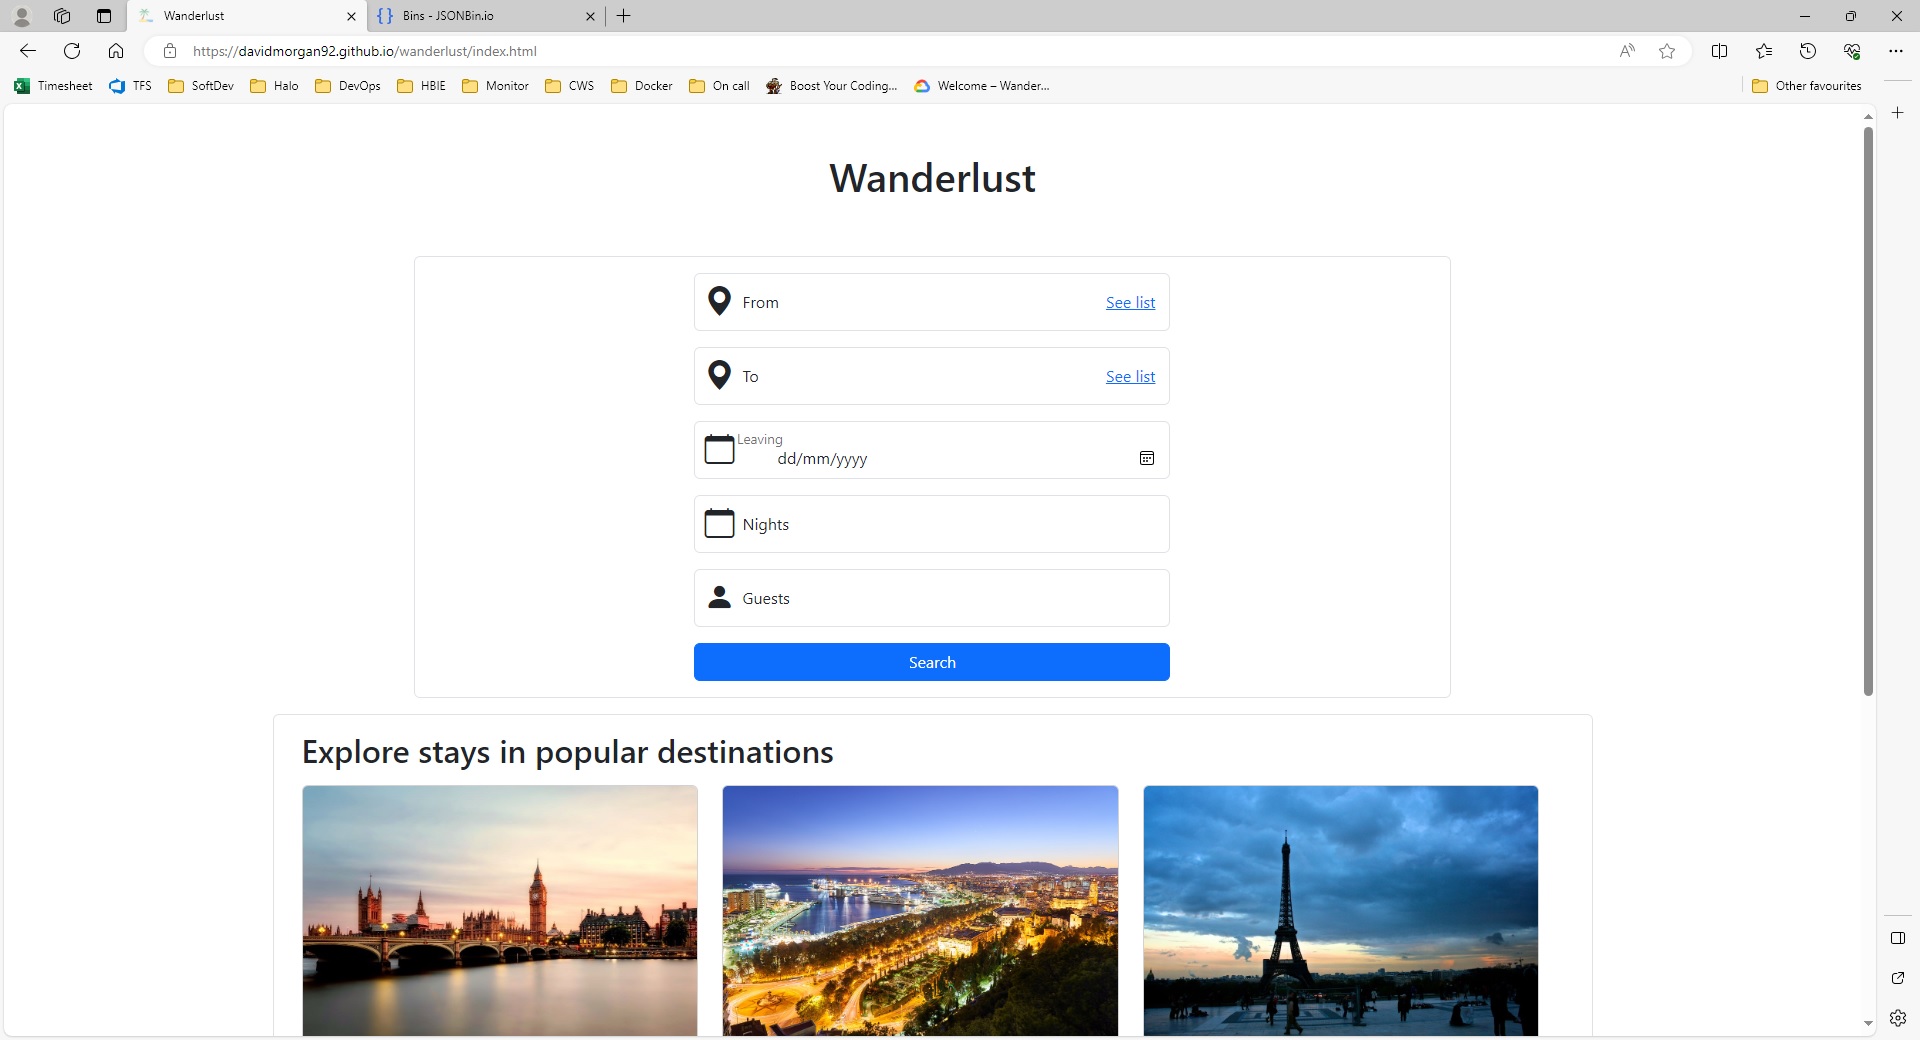 Wanderlust
Bins - JSONBin.io
https://davidmorgan92.github.io/wanderlust/index.html
Timesheet TFS SoftDev Halo DevOps HBIE Monitor CWS Docker On call Boost Your Coding... Welcome – Wander... Other favourites
Wanderlust
From See list
To See list
Leaving
dd/mm/yyyy
Nights
Guests
Search
Explore stays in popular destinations